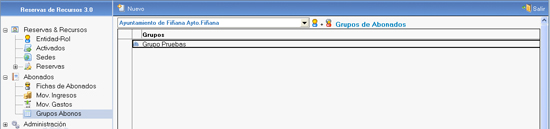 Reservas de Recursos 3.0
Nuevo
Salir
Ayuntamiento de Fiñana Apto.Fiñana
Grupos de Abonados
Reservas & Recursos
Entidad-Rol
Activados
Sedes
Reservas
Abonados
Fichas de Abonados
Mov. Ingresos
Mov. Gastos
Grupos Abonos
Administración
Grupos
Grupo Pruebas